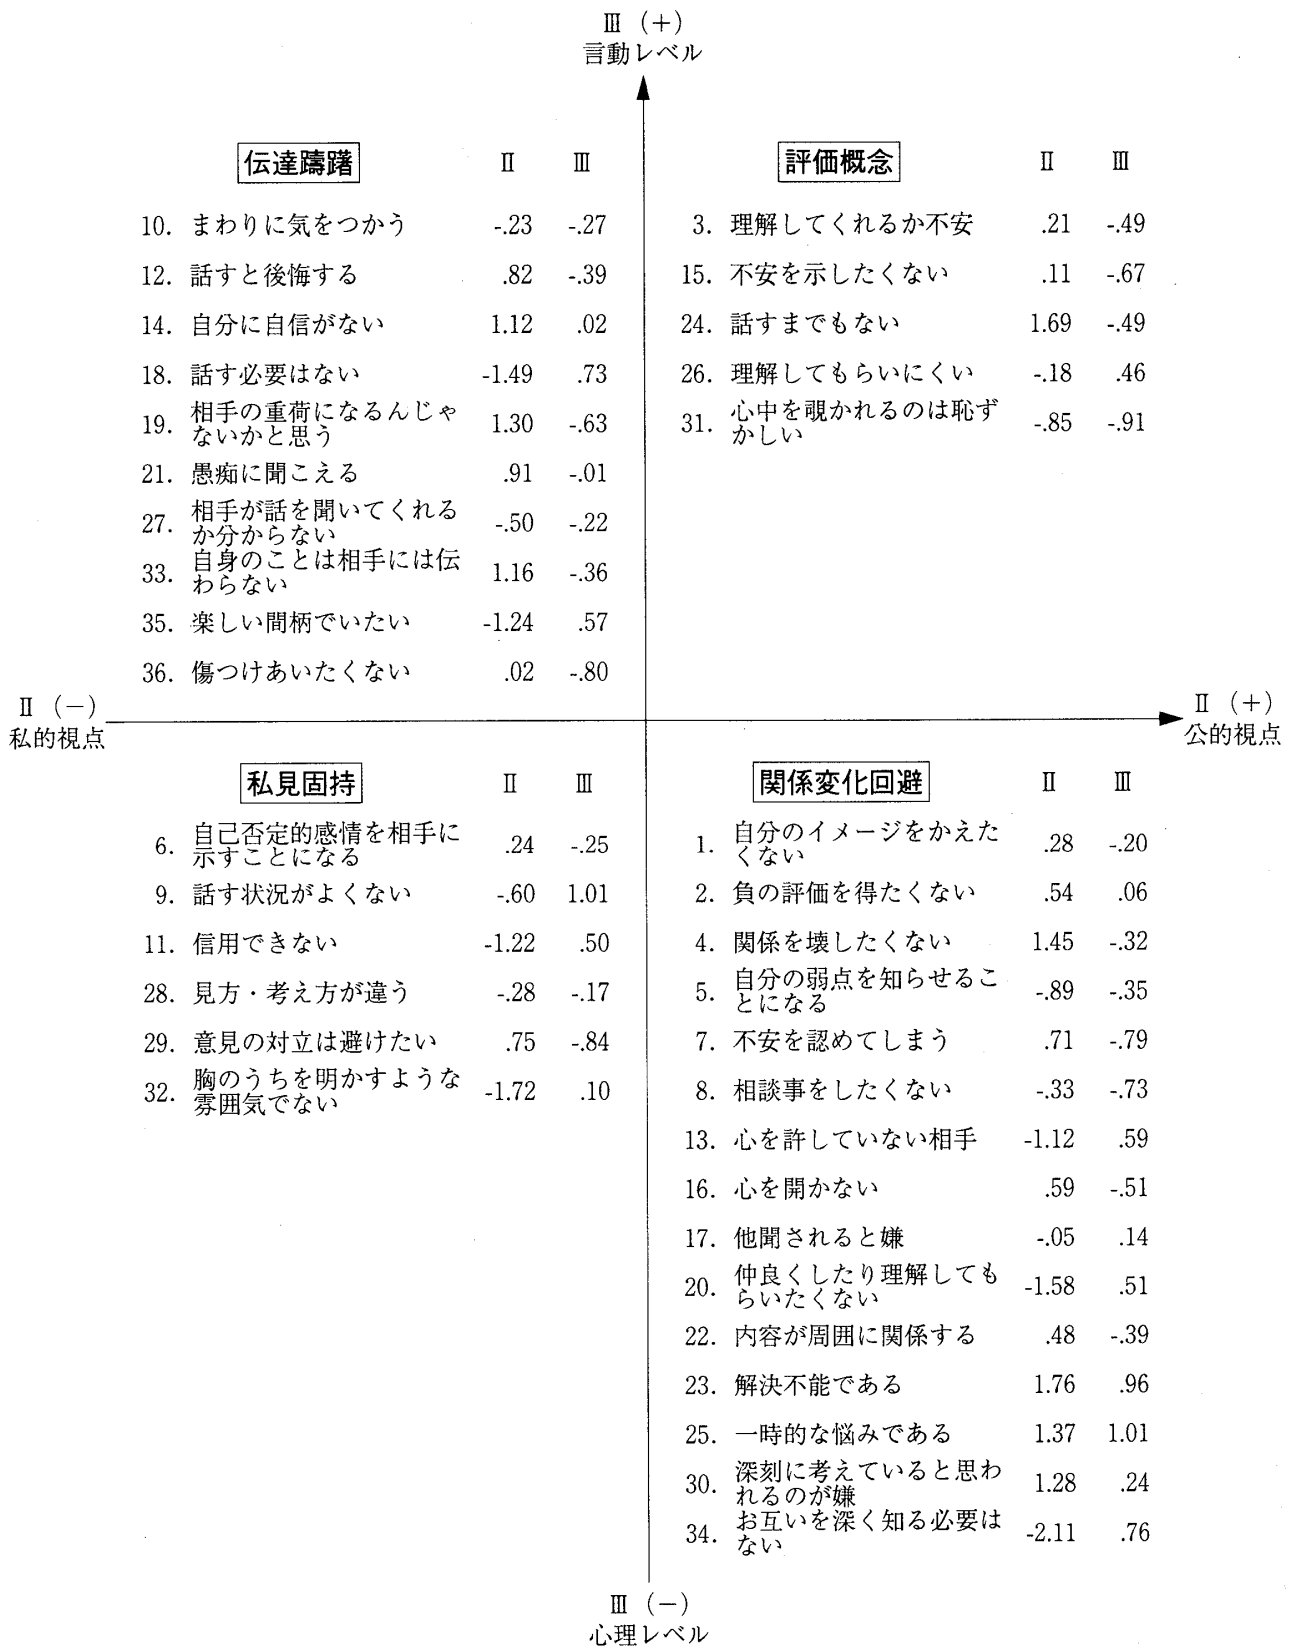 Ⅲ（＋）
言動レベル
伝達躊躇 Ⅱ Ⅲ
10. まわりに気をつかう -.23 -.27
12. 話すと後悔する .82 -.39
14. 自分に自信がない 1.12 .02
18. 話す必要はない -1.49 .73
19. 相手の重荷になるんじゃ
ないかと思う 1.30 -.63
21. 愚痴に聞こえる .91 -.01
27. 相手が話を聞いてくれる
か分からない -.50 -.22
33. 自身のことは相手には伝
わらない 1.16 -.36
35. 楽しい間柄でいたい -1.24 .57
36. 傷つけあいたくない .02 -.80
評価概念 Ⅱ Ⅲ
3. 理解してくれるか不安 .21 -.49
15. 不安を示したくない .11 -.67
24. 話すまでもない 1.69 -.49
26. 理解してもらいにくい -.18 .46
31. 心中を覗かれるのは恥ず
かしい -.85 -.91
Ⅱ（－）
私的視点
Ⅱ（＋）
公的視点
私見固持 Ⅱ Ⅲ
6. 自己否定的感情を相手に
示すことになる .24 -.25
9. 話す状況がよくない -.60 1.01
11. 信用できない -1.22 .50
28. 見方・考え方が違う -.28 -.17
29. 意見の対立は避けたい .75 -.84
32. 胸のうちを明かすような
雰囲気でない -1.72 .10
関係変化回避 Ⅱ Ⅲ
1. 自分のイメージをかえた
くない .28 -.20
2. 負の評価を得たくない .54 .06
4. 関係を壊したくない 1.45 -.32
5. 自分の弱点を知らせるこ
とになる -.89 -.35
7. 不安を認めてしまう .71 -.79
8. 相談事をしたくない -.33 -.73
13. 心を許していない相手 -1.12 .59
16. 心を開かない .59 -.51
17. 他聞されると嫌 -.05 .14
20. 仲良くしたり理解しても
らいたくない -1.58 .51
22. 内容が周囲に関係する .48 -.39
23. 解決不能である 1.76 .96
25. 一時的な悩みである 1.37 1.01
30. 深刻に考えていると思わ
れるのが嫌 1.28 .24
34. お互いを深く知る必要は
ない -2.11 .76
Ⅲ（－）
心理レベル